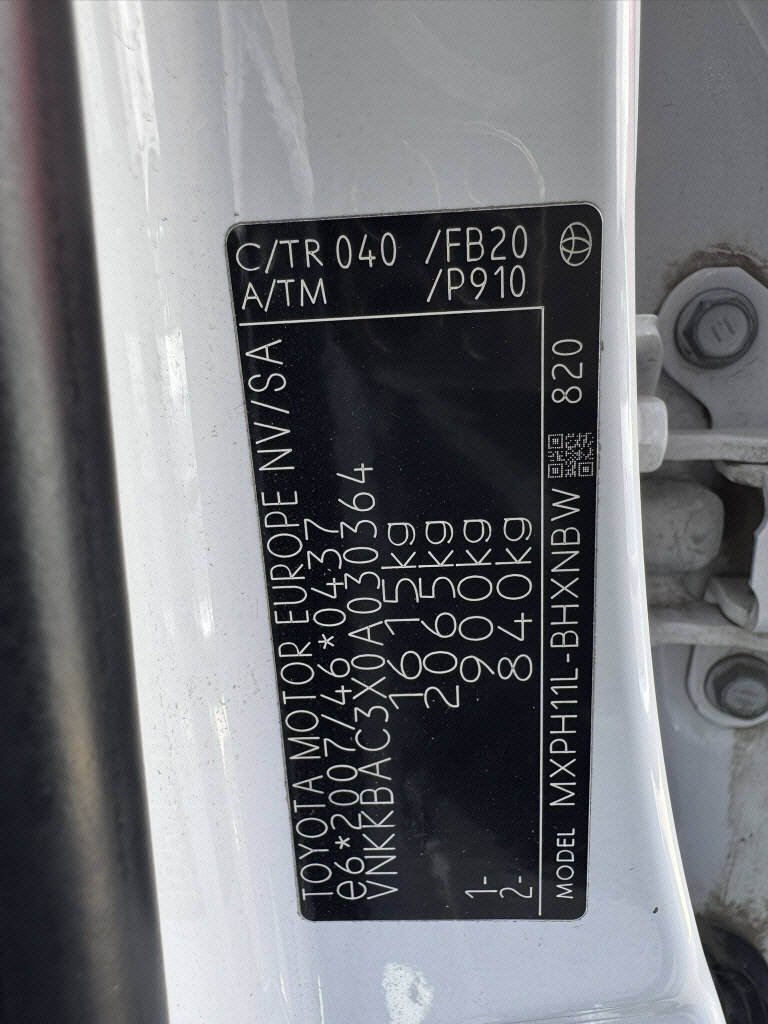 C/TR 040 /FB20
A/TM /P910
TOYOTA MOTOR EUROPE NV/SA
e6*2007/46*0437
VNKKBAC3X0A030364
1615kg
2065kg
1- 900kg
2- 840kg
MODEL MXPH11L-BHXNBW 820